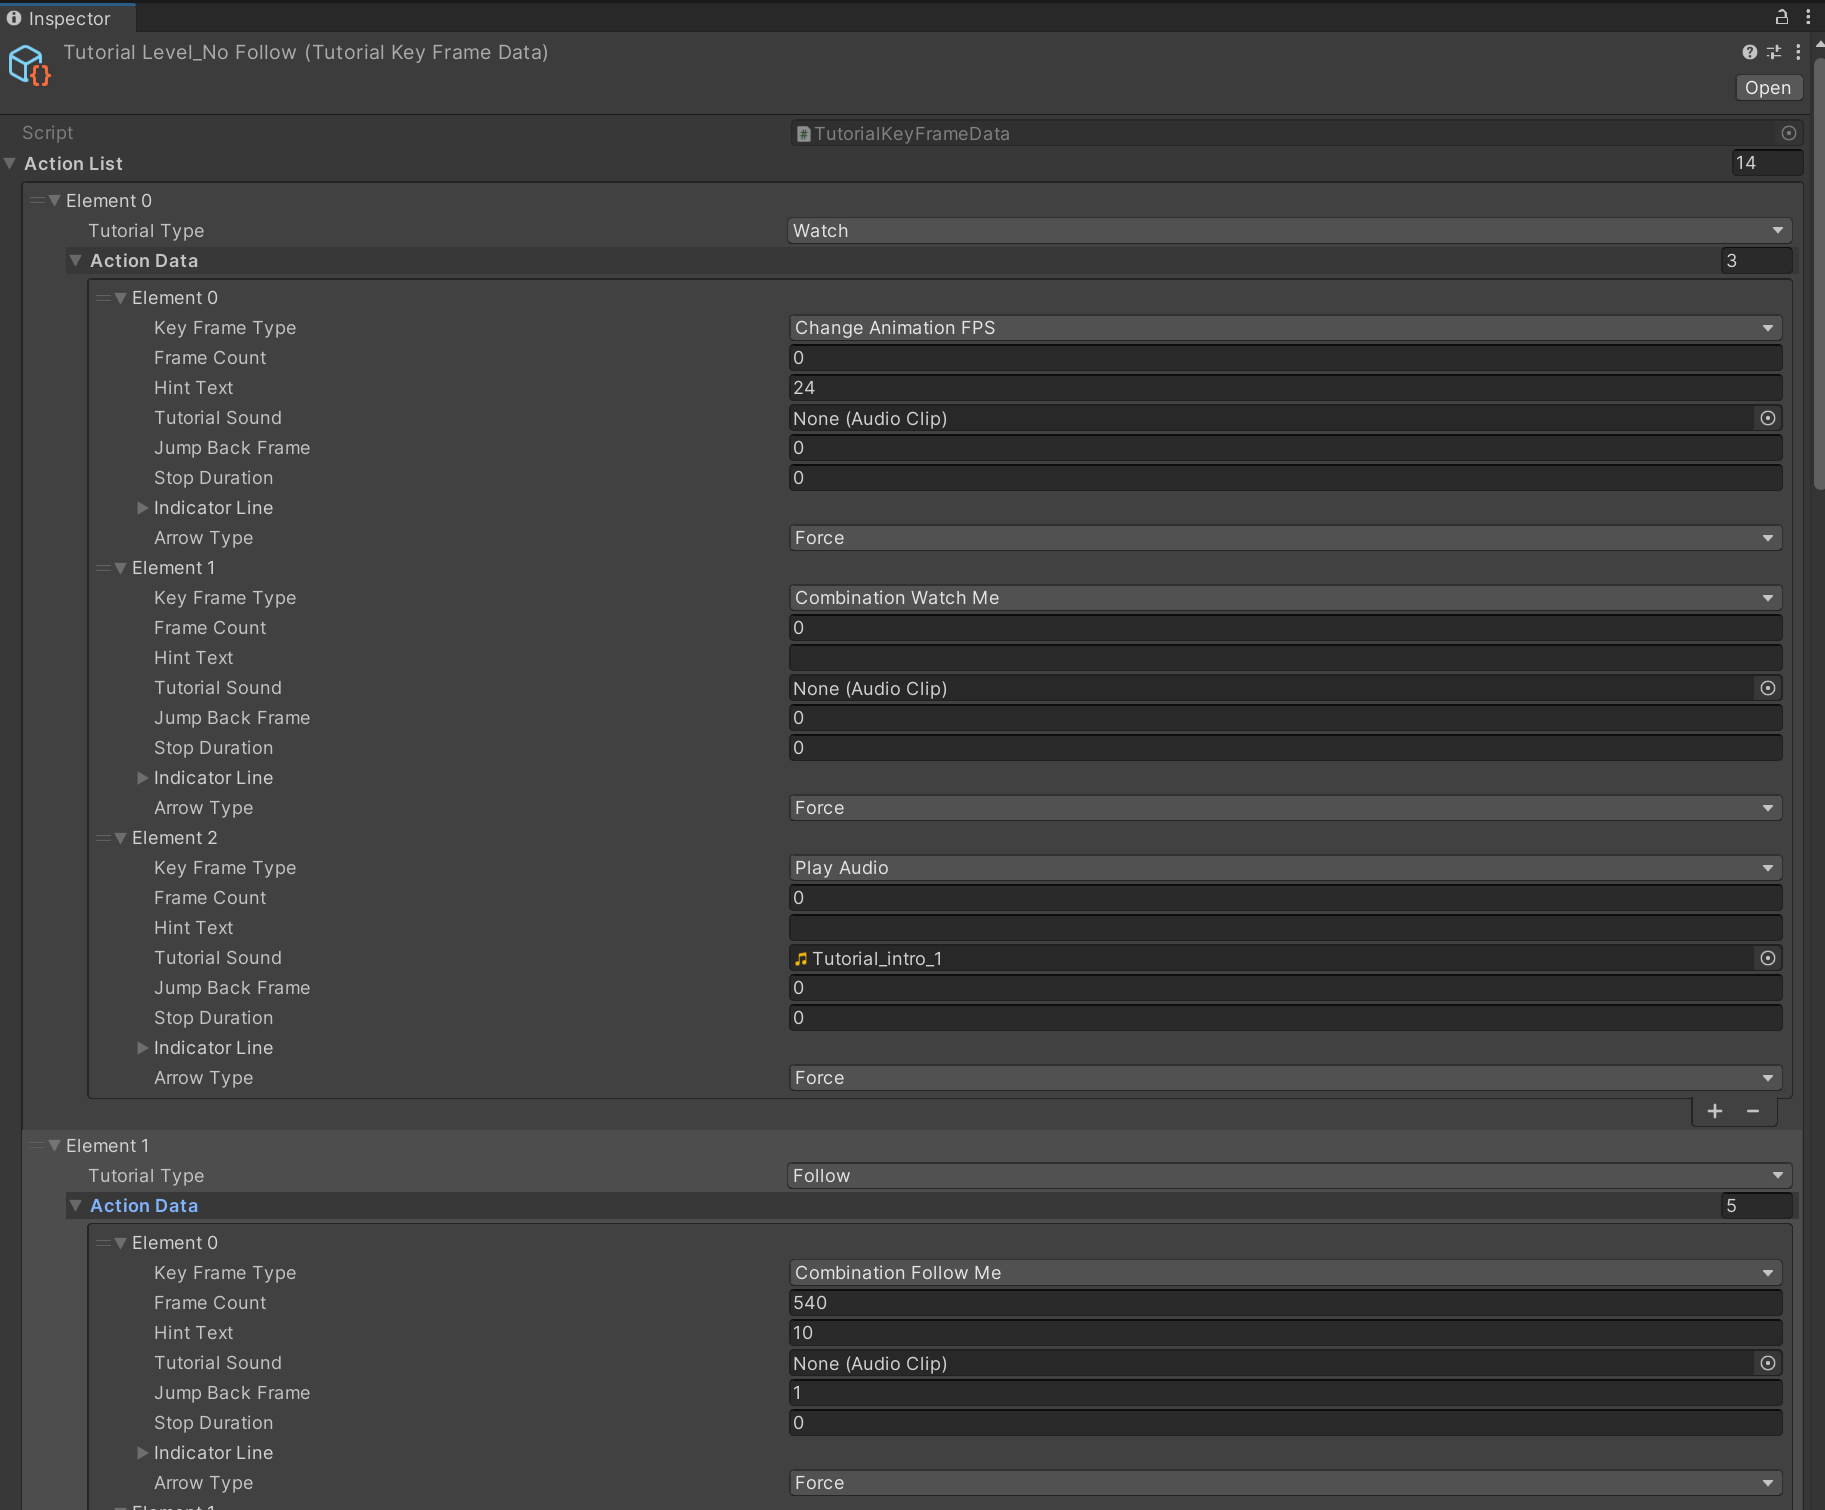 Inspector
Tutorial Level_No Follow (Tutorial Key Frame Data)
Open
Script TutorialKeyFrameData
Action List 14
Element 0
Tutorial Type Watch
Action Data 3
Element 0
Key Frame Type Change Animation FPS
Frame Count 0
Hint Text 24
Tutorial Sound None (Audio Clip)
Jump Back Frame 0
Stop Duration 0
Indicator Line
Arrow Type Force
Element 1
Key Frame Type Combination Watch Me
Frame Count 0
Hint Text
Tutorial Sound None (Audio Clip)
Jump Back Frame 0
Stop Duration 0
Indicator Line
Arrow Type Force
Element 2
Key Frame Type Play Audio
Frame Count 0
Hint Text
Tutorial Sound Tutorial_intro_1
Jump Back Frame 0
Stop Duration 0
Indicator Line
Arrow Type Force
Element 1
Tutorial Type Follow
Action Data 5
Element 0
Key Frame Type Combination Follow Me
Frame Count 540
Hint Text 10
Tutorial Sound None (Audio Clip)
Jump Back Frame 1
Stop Duration 0
Indicator Line
Arrow Type Force
Element 1